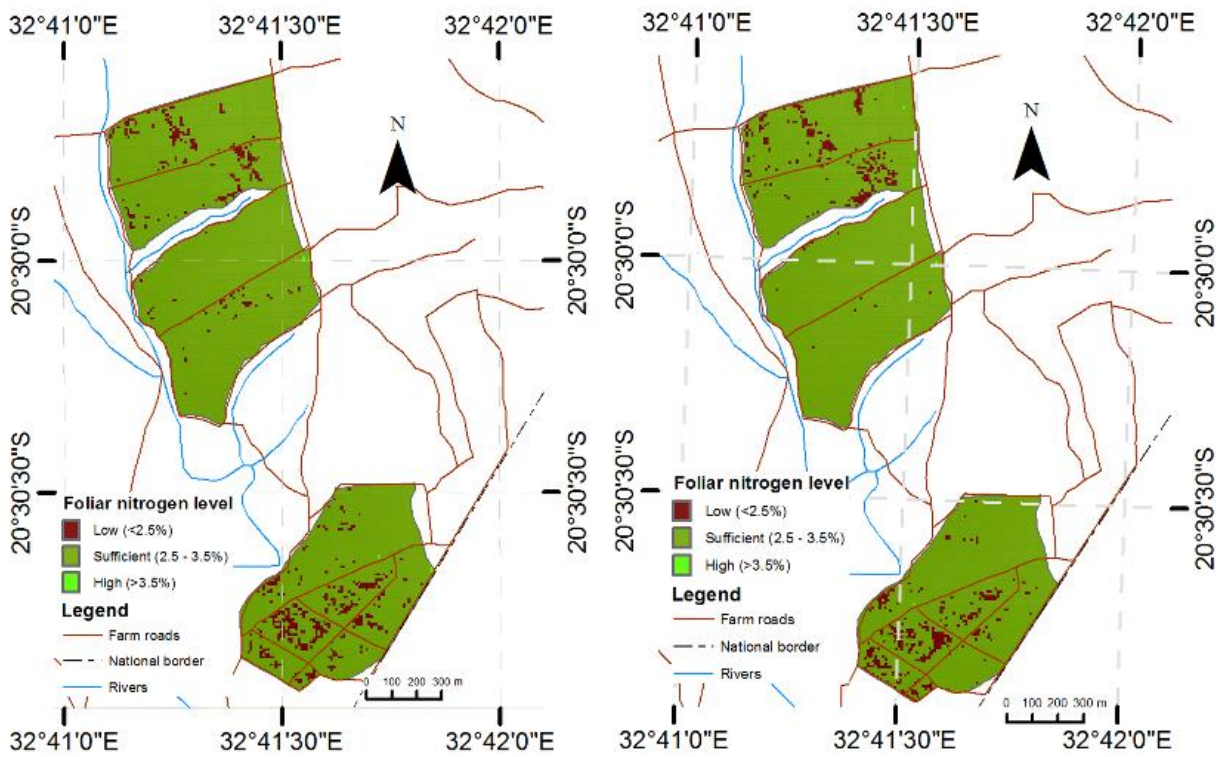 32°41'0"E 32°41'30"E 32°42'0"E
N
20°30'0"S 20°30'0"S
20°30'30"S 20°30'30"S
Foliar nitrogen level
Low (<2.5%)
Sufficient (2.5 - 3.5%)
High (>3.5%)
Legend
Farm roads
National border
Rivers
0 100 200 300 m
32°41'0"E 32°41'30"E 32°42'0"E
32°41'0"E 32°41'30"E 32°42'0"E
N
20°30'0"S 20°30'0"S
20°30'30"S 20°30'30"S
Foliar nitrogen level
Low (<2.5%)
Sufficient (2.5 - 3.5%)
High (>3.5%)
Legend
Farm roads
National border
Rivers
0 100 200 300 m
32°41'0"E 32°41'30"E 32°42'0"E